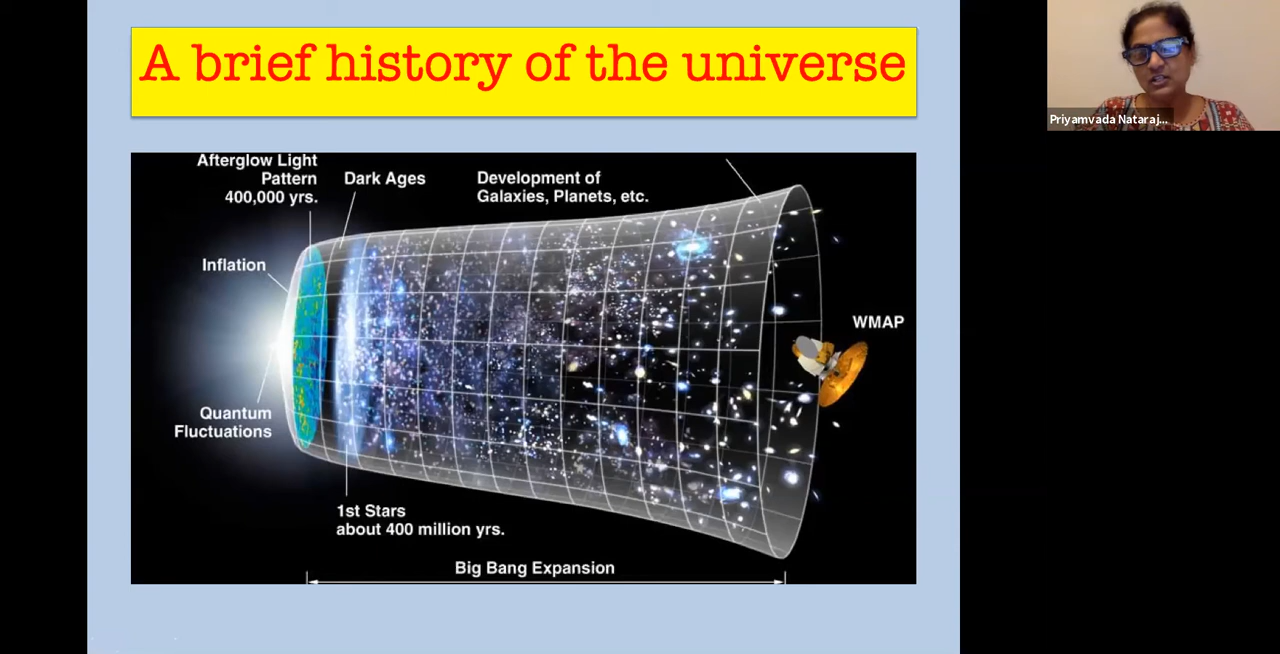 A brief history of the universe
Priyamvada Nataraj...
Afterglow Light
Pattern
400,000 yrs.
Dark Ages
Development of
Galaxies, Planets, etc.
Inflation
WMAP
Quantum
Fluctuations
1st Stars
about 400 million yrs.
Big Bang Expansion